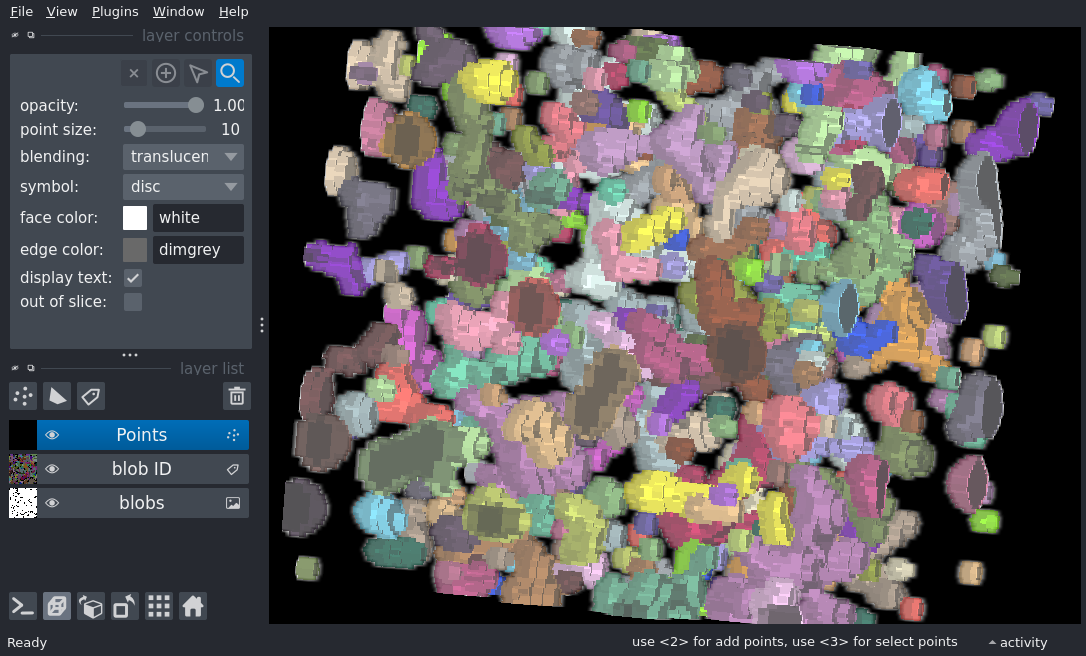 File View Plugins Window Help
layer controls
opacity: 1.00
point size: 10
blending: translucen
symbol: disc
face color: white
edge color: dimgrey
display text:
out of slice:
layer list
Points
blob ID
blobs
Ready
use <2> for add points, use <3> for select points
activity